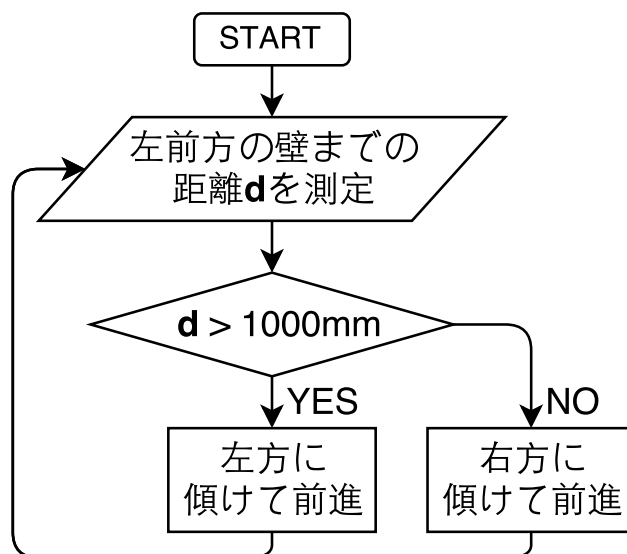 START
左前方の壁までの
距離dを測定
d > 1000mm
YES
NO
左方に
傾けて前進
右方に
傾けて前進